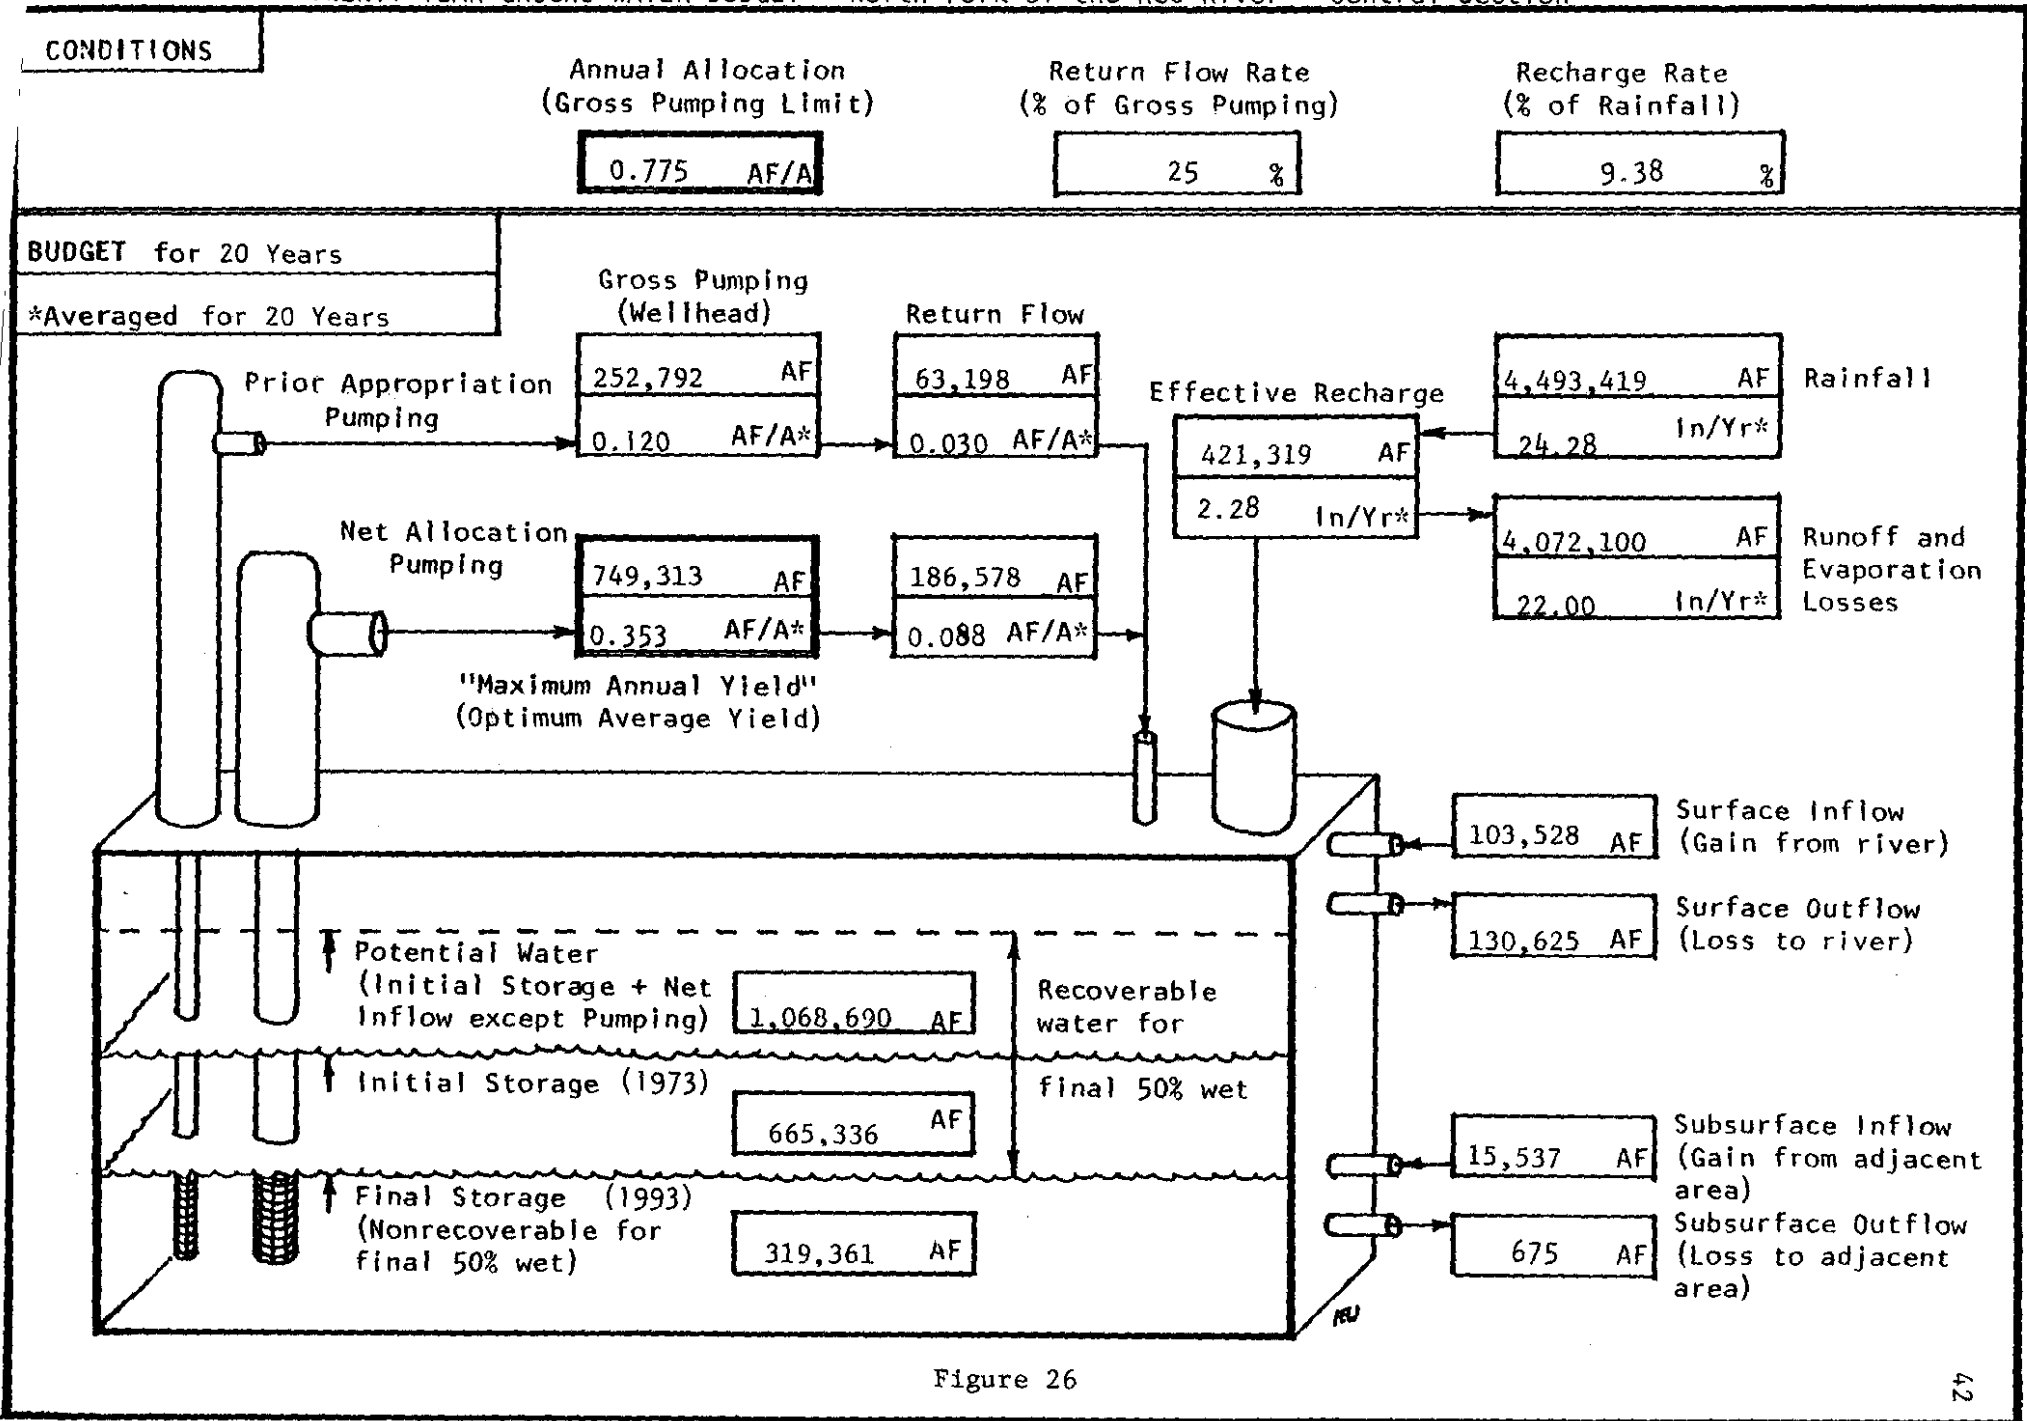 CONDITIONS
Annual Allocation
(Gross Pumping Limit)
0.775 AF/A
Return Flow Rate
(% of Gross Pumping)
25 %
Recharge Rate
(% of Rainfall)
9.38 %
BUDGET for 20 Years
*Averaged for 20 Years
Gross Pumping
(Wellhead)
Return Flow
Prior Appropriation
Pumping
252,792 AF
0.120 AF/A*
63,198 AF
0.030 AF/A*
Effective Recharge
421,319 AF
2.28 In/Yr*
4,493,419 AF
24.28 In/Yr*
Rainfall
Net Allocation
Pumping
749,313 AF
0.353 AF/A*
186,578 AF
0.088 AF/A*
4,072,100 AF
22.00 In/Yr*
Runoff and
Evaporation
Losses
"Maximum Annual Yield"
(Optimum Average Yield)
103,528 AF
Surface Inflow
(Gain from river)
130,625 AF
Surface Outflow
(Loss to river)
Potential Water
(Initial Storage + Net
Inflow except Pumping)
1,068,690 AF
Recoverable
water for
final 50% wet
Initial Storage (1973)
665,336 AF
15,537 AF
Subsurface Inflow
(Gain from adjacent
area)
Final Storage (1993)
(Nonrecoverable for
final 50% wet)
319,361 AF
675 AF
Subsurface Outflow
(Loss to adjacent
area)
Figure 26
42